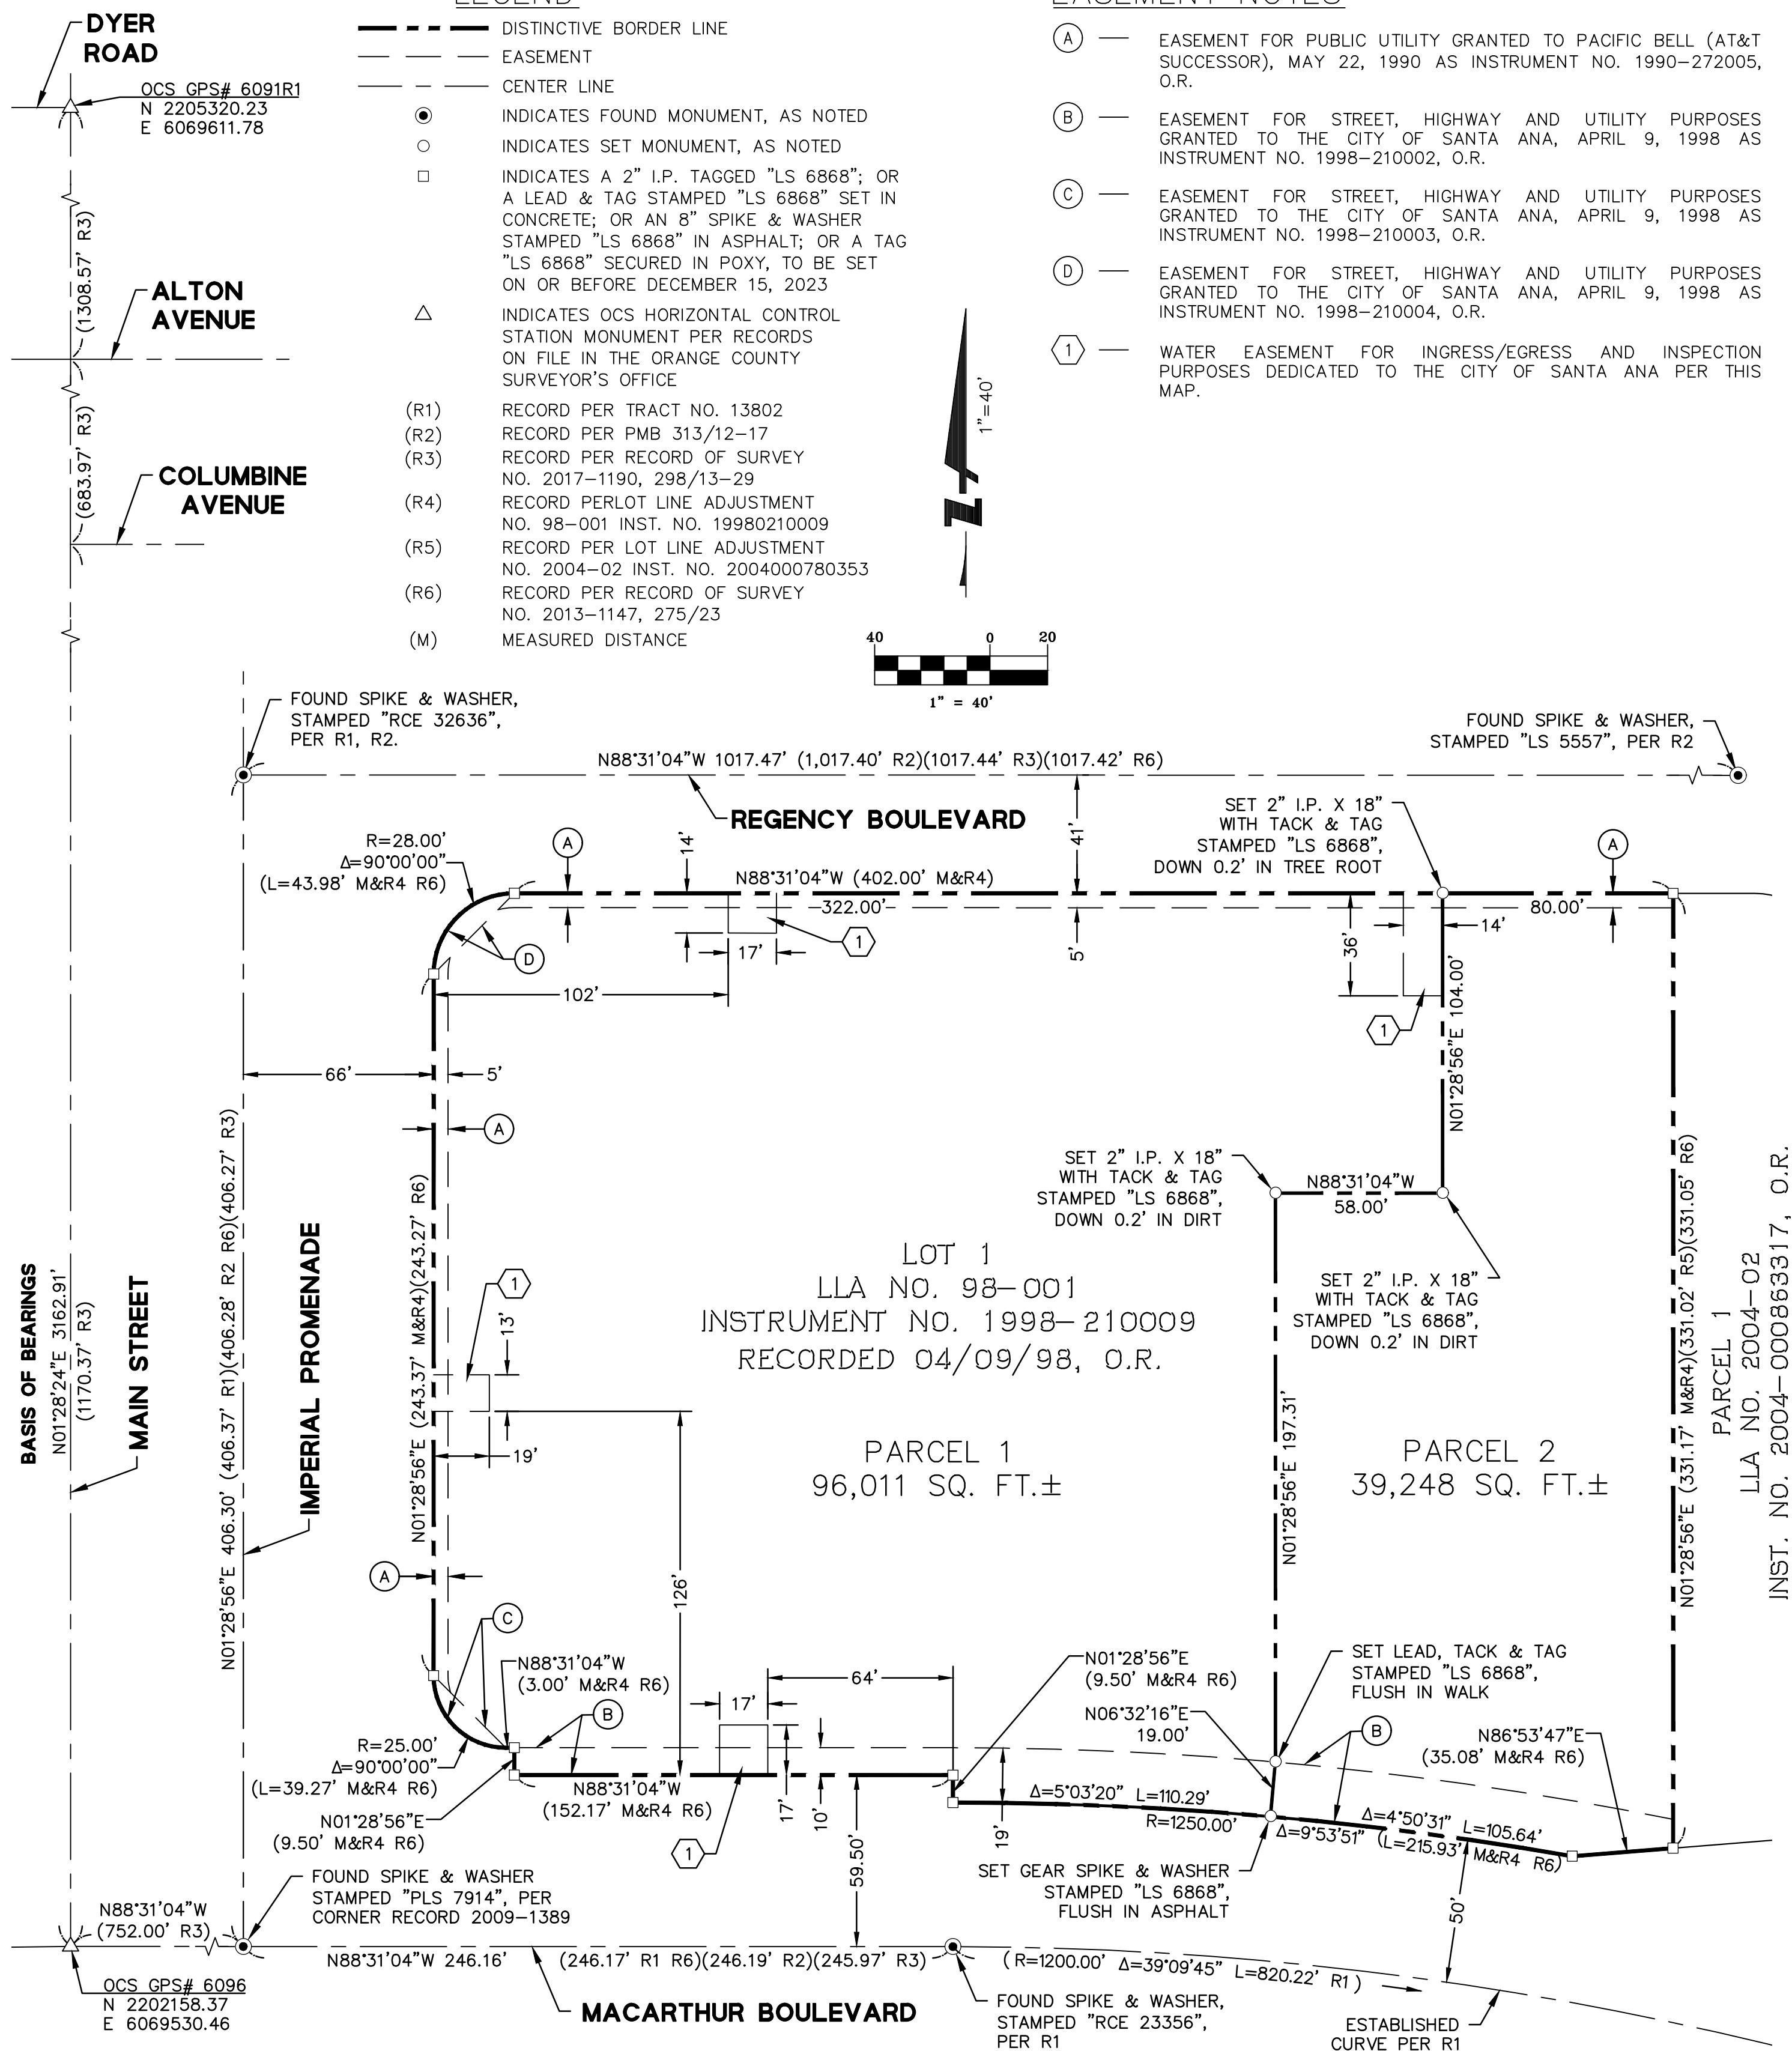 LEGEND
DISTINCTIVE BORDER LINE
EASEMENT
CENTER LINE
INDICATES FOUND MONUMENT, AS NOTED
INDICATES SET MONUMENT, AS NOTED
INDICATES A 2" I.P. TAGGED "LS 6868"; OR
A LEAD & TAG STAMPED "LS 6868" SET IN
CONCRETE; OR AN 8" SPIKE & WASHER
STAMPED "LS 6868" IN ASPHALT; OR A TAG
"LS 6868" SECURED IN POXY, TO BE SET
ON OR BEFORE DECEMBER 15, 2023
INDICATES OCS HORIZONTAL CONTROL
STATION MONUMENT PER RECORDS
ON FILE IN THE ORANGE COUNTY
SURVEYOR'S OFFICE
(R1) RECORD PER TRACT NO. 13802
(R2) RECORD PER PMB 313/12-17
(R3) RECORD PER RECORD OF SURVEY
NO. 2017-1190, 298/13-29
(R4) RECORD PERLOT LINE ADJUSTMENT
NO. 98-001 INST. NO. 19980210009
(R5) RECORD PER LOT LINE ADJUSTMENT
NO. 2004-02 INST. NO. 2004000780353
(R6) RECORD PER RECORD OF SURVEY
NO. 2013-1147, 275/23
(M) MEASURED DISTANCE
EASEMENT NOTES
A — EASEMENT FOR PUBLIC UTILITY GRANTED TO PACIFIC BELL (AT&T
SUCCESSOR), MAY 22, 1990 AS INSTRUMENT NO. 1990-272005,
O.R.
B — EASEMENT FOR STREET, HIGHWAY AND UTILITY PURPOSES
GRANTED TO THE CITY OF SANTA ANA, APRIL 9, 1998 AS
INSTRUMENT NO. 1998-210002, O.R.
C — EASEMENT FOR STREET, HIGHWAY AND UTILITY PURPOSES
GRANTED TO THE CITY OF SANTA ANA, APRIL 9, 1998 AS
INSTRUMENT NO. 1998-210003, O.R.
D — EASEMENT FOR STREET, HIGHWAY AND UTILITY PURPOSES
GRANTED TO THE CITY OF SANTA ANA, APRIL 9, 1998 AS
INSTRUMENT NO. 1998-210004, O.R.
1 — WATER EASEMENT FOR INGRESS/EGRESS AND INSPECTION
PURPOSES DEDICATED TO THE CITY OF SANTA ANA PER THIS
MAP.
DYER
ROAD
OCS GPS# 6091R1
N 2205320.23
E 6069611.78
(1308.57' R3)
ALTON
AVENUE
(683.97' R3)
COLUMBINE
AVENUE
1"=40'
N
40 0 20
1" = 40'
FOUND SPIKE & WASHER,
STAMPED "RCE 32636",
PER R1, R2.
N88°31'04"W 1017.47' (1,017.40' R2)(1017.44' R3)(1017.42' R6)
FOUND SPIKE & WASHER,
STAMPED "LS 5557", PER R2
REGENCY BOULEVARD
41'
SET 2" I.P. X 18"
WITH TACK & TAG
STAMPED "LS 6868",
DOWN 0.2' IN TREE ROOT
R=28.00'
Δ=90°00'00"
(L=43.98' M&R4 R6)
A
14'
N88°31'04"W (402.00' M&R4)
A
322.00'
80.00'
D
17'
1
5'
36'
14'
102'
1
N01°28'56"E 104.00'
66'
5'
A
SET 2" I.P. X 18"
WITH TACK & TAG
STAMPED "LS 6868",
DOWN 0.2' IN DIRT
N88°31'04"W
58.00'
SET 2" I.P. X 18"
WITH TACK & TAG
STAMPED "LS 6868",
DOWN 0.2' IN DIRT
LOT 1
LLA NO. 98-001
INSTRUMENT NO. 1998-210009
RECORDED 04/09/98, O.R.
PARCEL 1
96,011 SQ. FT.±
PARCEL 2
39,248 SQ. FT.±
BASIS OF BEARINGS
N01°28'24"E 3162.91'
(1170.37' R3)
MAIN STREET
N01°28'56"E 406.30' (406.37' R1)(406.28' R2 R6)(406.27' R3)
IMPERIAL PROMENADE
N01°28'56"E (243.37' M&R4)(243.27' R6)
1
13'
19'
A
126'
N01°28'56"E 197.31'
N01°28'56"E (331.17' M&R4)(331.02' R5)(331.05' R6)
PARCEL 1
LLA NO. 2004-02
INST. NO. 2004-000863317, O.R.
C
N88°31'04"W
(3.00' M&R4 R6)
B
17'
64'
N01°28'56"E
(9.50' M&R4 R6)
N06°32'16"E
19.00'
SET LEAD, TACK & TAG
STAMPED "LS 6868",
FLUSH IN WALK
B
N86°53'47"E
(35.08' M&R4 R6)
R=25.00'
Δ=90°00'00"
(L=39.27' M&R4 R6)
N01°28'56"E
(9.50' M&R4 R6)
N88°31'04"W
(152.17' M&R4 R6)
1
17'
10'
59.50'
19'
Δ=5°03'20" L=110.29'
R=1250.00'
Δ=4°50'31" L=105.64'
Δ=9°53'51" (L=215.93' M&R4 R6)
SET GEAR SPIKE & WASHER
STAMPED "LS 6868",
FLUSH IN ASPHALT
50'
FOUND SPIKE & WASHER
STAMPED "PLS 7914", PER
CORNER RECORD 2009-1389
N88°31'04"W
(752.00' R3)
N88°31'04"W 246.16' (246.17' R1 R6)(246.19' R2)(245.97' R3)
(R=1200.00' Δ=39°09'45" L=820.22' R1)
OCS GPS# 6096
N 2202158.37
E 6069530.46
MACARTHUR BOULEVARD
FOUND SPIKE & WASHER,
STAMPED "RCE 23356",
PER R1
ESTABLISHED
CURVE PER R1